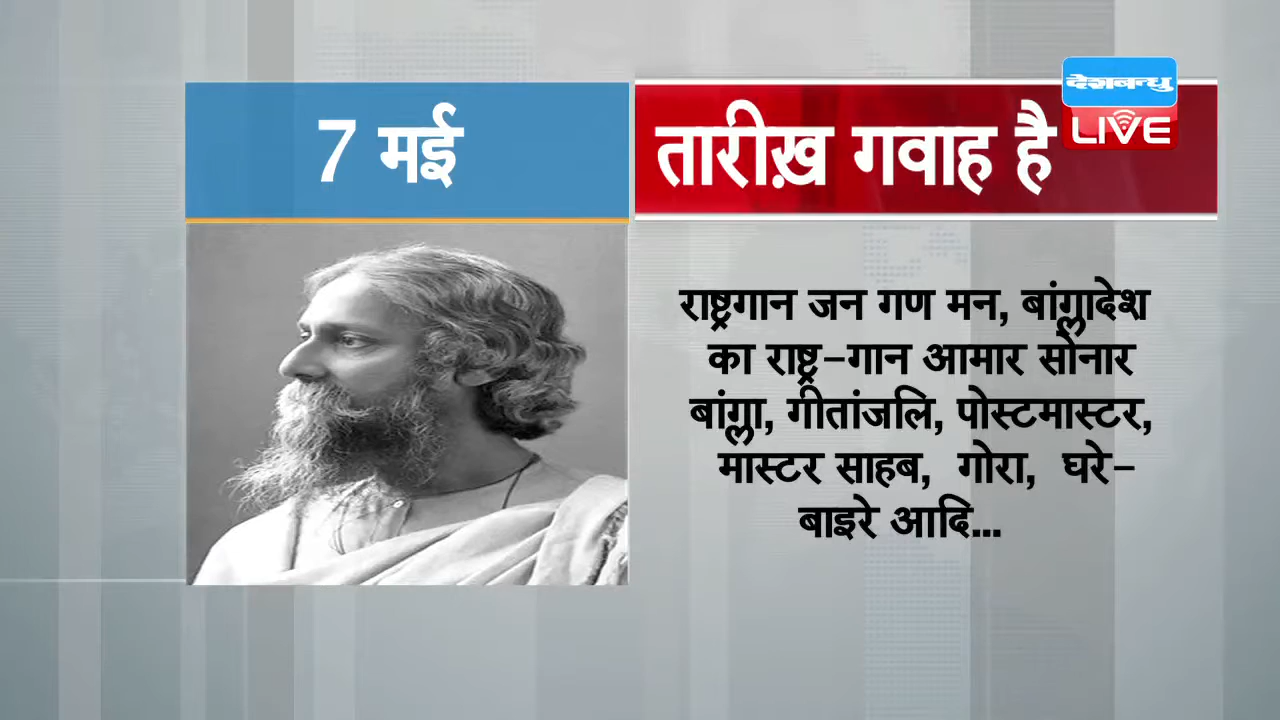 7 मई
तारीख़ गवाह है
देशबन्धु
LIVE
राष्ट्रगान जन गण मन, बांग्लादेश
का राष्ट्र-गान आमार सोनार
बांग्ला, गीतांजलि, पोस्टमास्टर,
मास्टर साहब, गोरा, घरे-
बाइरे आदि...